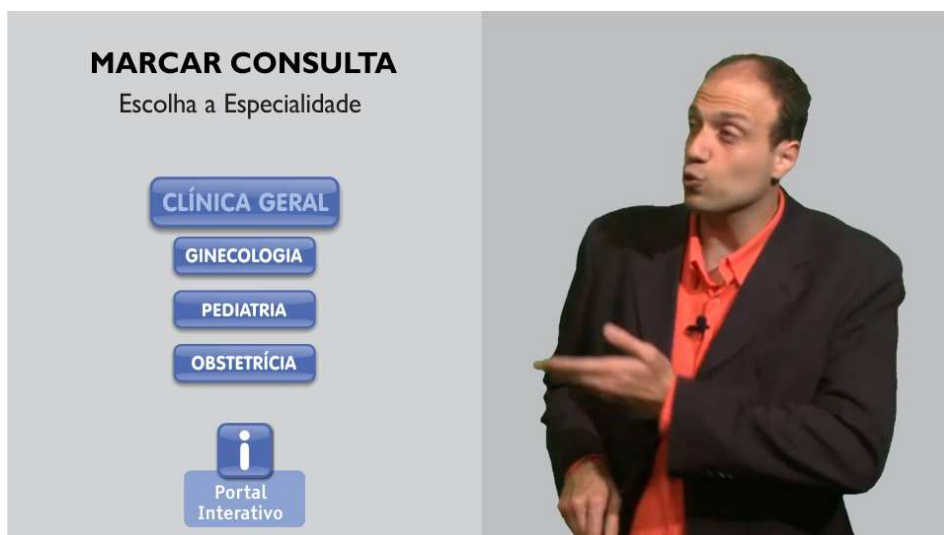 MARCAR CONSULTA
Escolha a Especialidade
CLÍNICA GERAL
GINECOLOGIA
PEDIATRIA
OBSTETRÍCIA
i
Portal
Interativo